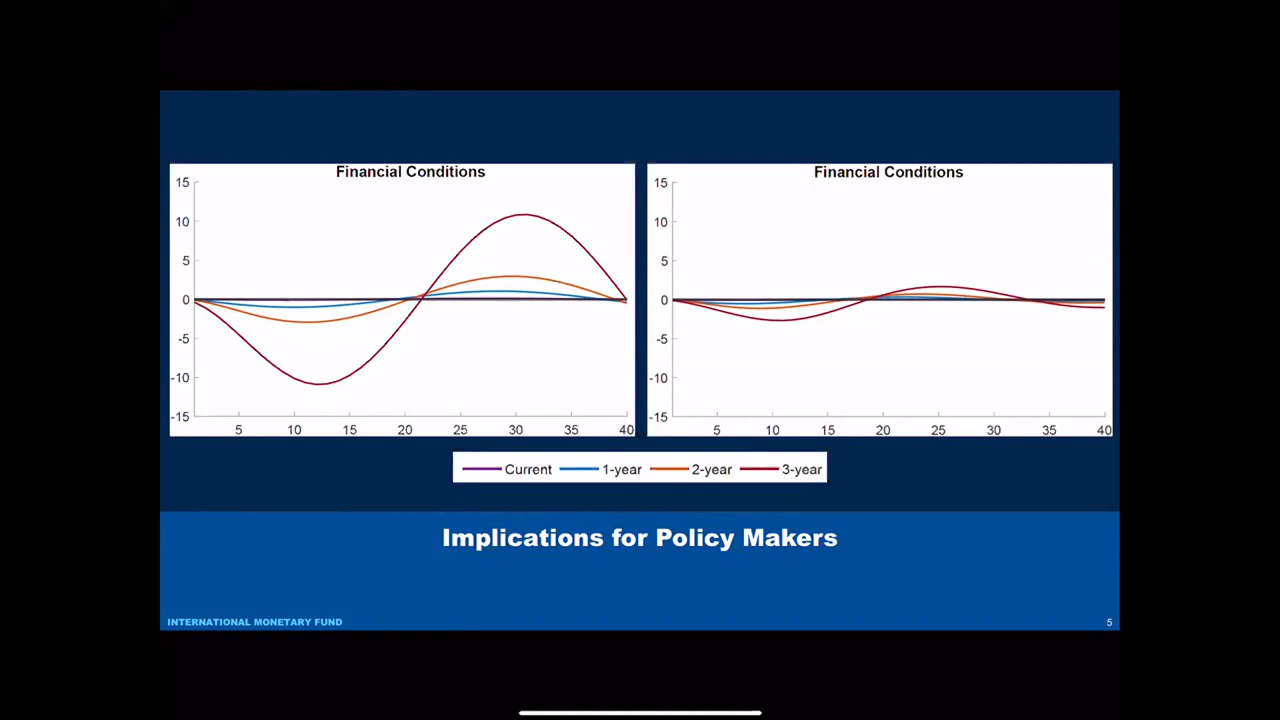 Financial Conditions
15
10
5
0
-5
-10
-15
5 10 15 20 25 30 35 40
Financial Conditions
15
10
5
0
-5
-10
-15
5 10 15 20 25 30 35 40
Current 1-year 2-year 3-year
Implications for Policy Makers
INTERNATIONAL MONETARY FUND
5